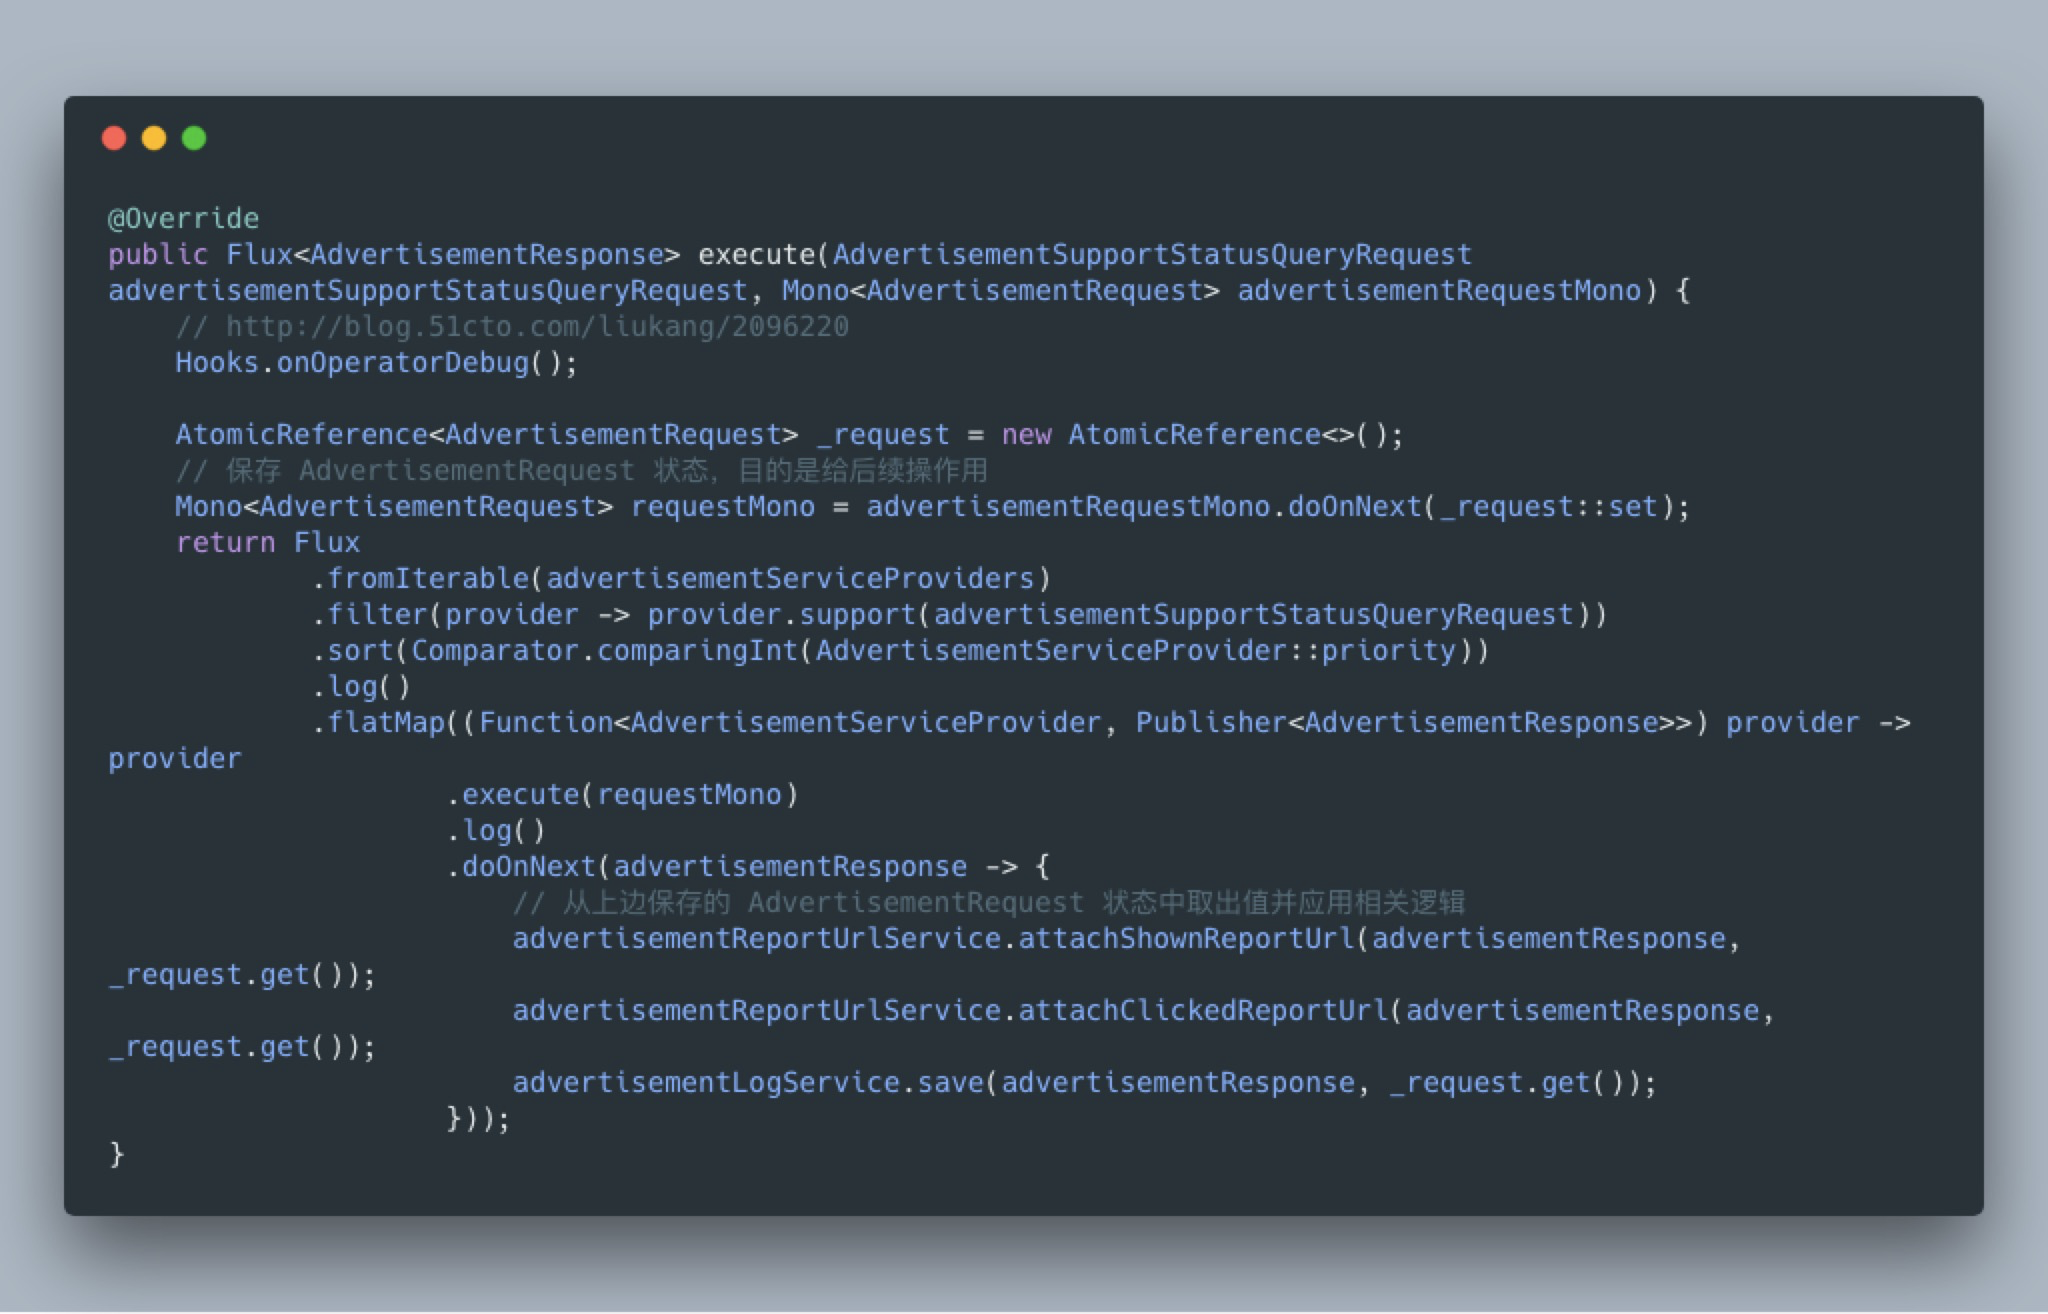 @Override
public Flux<AdvertisementResponse> execute(AdvertisementSupportStatusQueryRequest
advertisementSupportStatusQueryRequest, Mono<AdvertisementRequest> advertisementRequestMono) {
    // http://blog.51cto.com/liukang/2096220
    Hooks.onOperatorDebug();

    AtomicReference<AdvertisementRequest> _request = new AtomicReference<>();
    // 保存 AdvertisementRequest 状态，目的是给后续操作用
    Mono<AdvertisementRequest> requestMono = advertisementRequestMono.doOnNext(_request::set);
    return Flux
            .fromIterable(advertisementServiceProviders)
            .filter(provider -> provider.support(advertisementSupportStatusQueryRequest))
            .sort(Comparator.comparingInt(AdvertisementServiceProvider::priority))
            .log()
            .flatMap((Function<AdvertisementServiceProvider, Publisher<AdvertisementResponse>>) provider ->
provider
                    .execute(requestMono)
                    .log()
                    .doOnNext(advertisementResponse -> {
                        // 从上边保存的 AdvertisementRequest 状态中取出值并应用相关逻辑
                        advertisementReportUrlService.attachShownReportUrl(advertisementResponse,
_request.get());
                        advertisementReportUrlService.attachClickedReportUrl(advertisementResponse,
_request.get());
                        advertisementLogService.save(advertisementResponse, _request.get());
                    }));
}